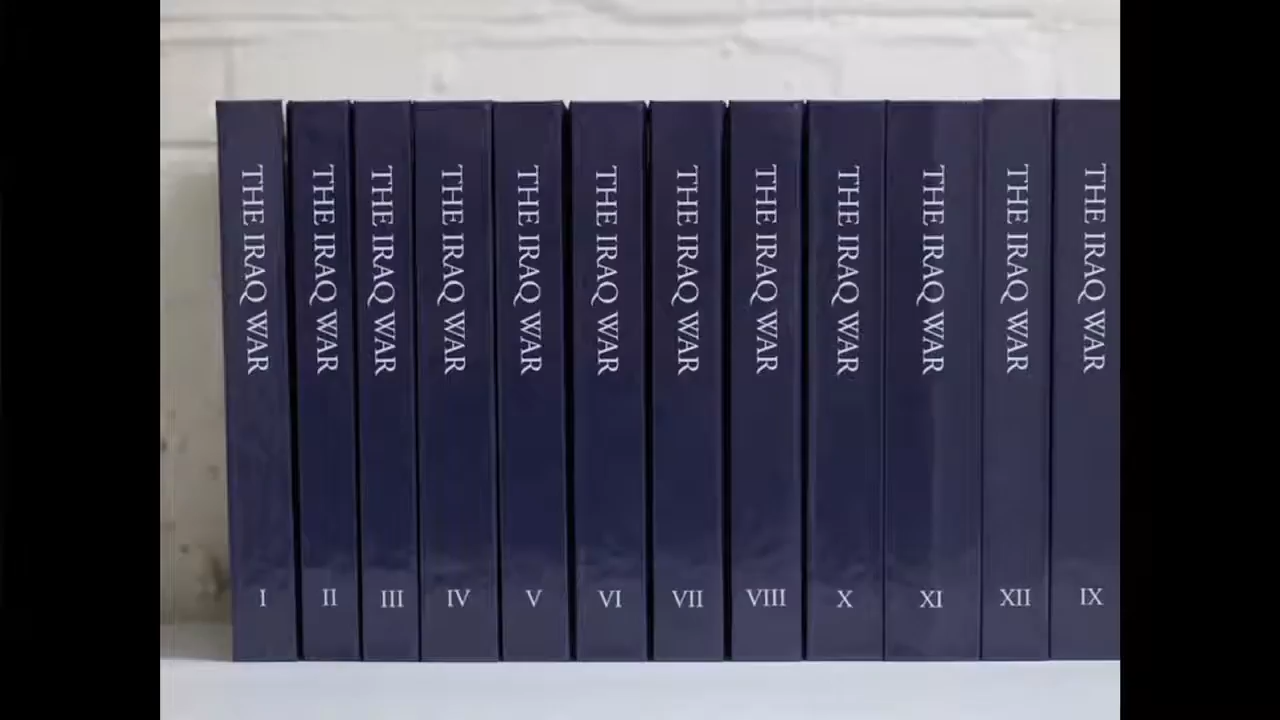 THE IRAQ WAR
I
THE IRAQ WAR
II
THE IRAQ WAR
III
THE IRAQ WAR
IV
THE IRAQ WAR
V
THE IRAQ WAR
VI
THE IRAQ WAR
VII
THE IRAQ WAR
VIII
THE IRAQ WAR
X
THE IRAQ WAR
XI
THE IRAQ WAR
XII
THE IRAQ WAR
IX